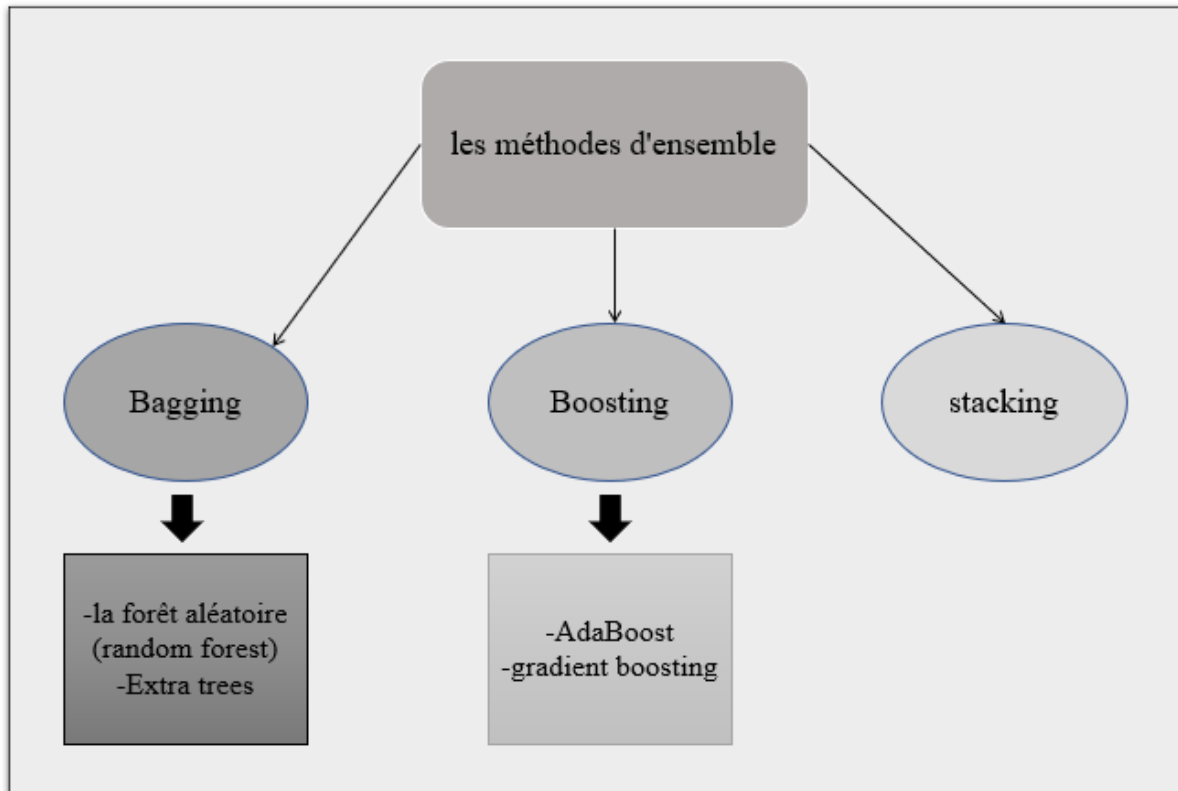 les méthodes d'ensemble
Bagging
Boosting
stacking
-la forêt aléatoire
(random forest)
-Extra trees
-AdaBoost
-gradient boosting